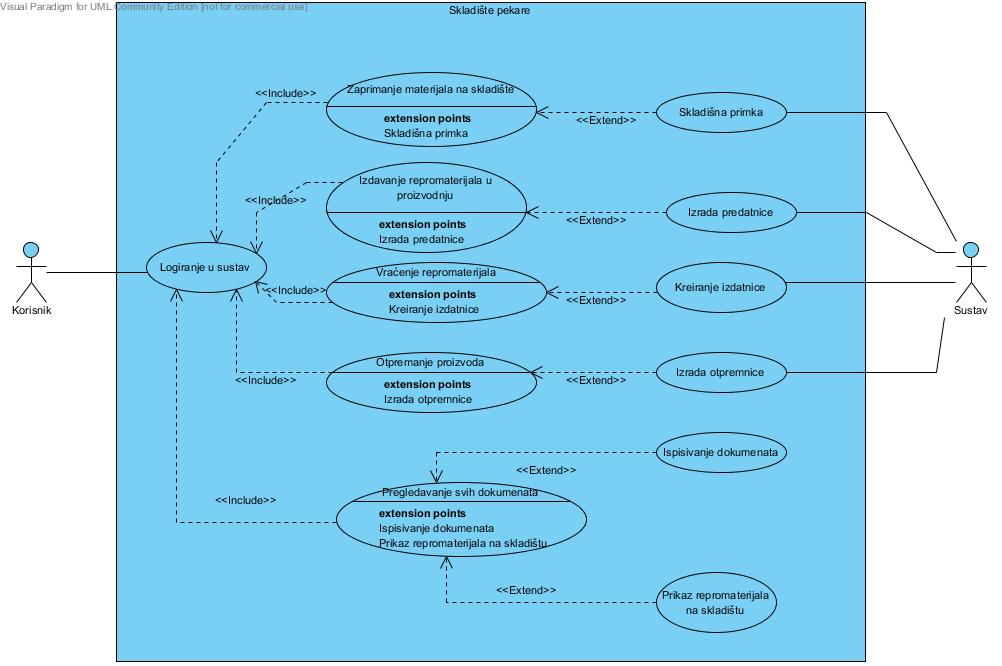 Visual Paradigm for UML Community Edition [not for commercial use]
Skladište pekare
<<Include>>
Zaprimanje materijala na skladište
extension points
Skladišna primka
<<Extend>>
Skladišna primka
<<Include>>
Izdavanje repromaterijala u
proizvodnju
extension points
Izrada predatnice
<<Extend>>
Izrada predatnice
Korisnik
Logiranje u sustav
<<Include>>
Vraćenje repromaterijala
extension points
Kreiranje izdatnice
<<Extend>>
Kreiranje izdatnice
Sustav
<<Include>>
Otpremanje proizvoda
extension points
Izrada otpremnice
<<Extend>>
Izrada otpremnice
Ispisivanje dokumenata
<<Extend>>
<<Include>>
Pregledavanje svih dokumenata
extension points
Ispisivanje dokumenata
Prikaz repromaterijala na skladištu
<<Extend>>
Prikaz repromaterijala
na skladištu